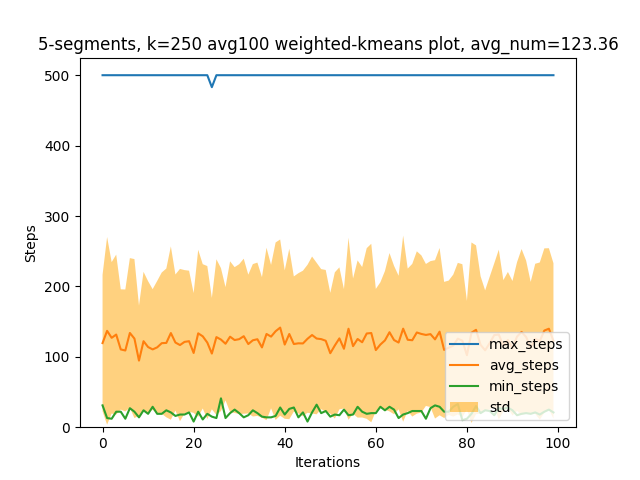 5-segments, k=250 avg100 weighted-kmeans plot, avg_num=123.36
500
400
300
200
100
0
Steps
max_steps
avg_steps
min_steps
std
0 20 40 60 80 100
Iterations